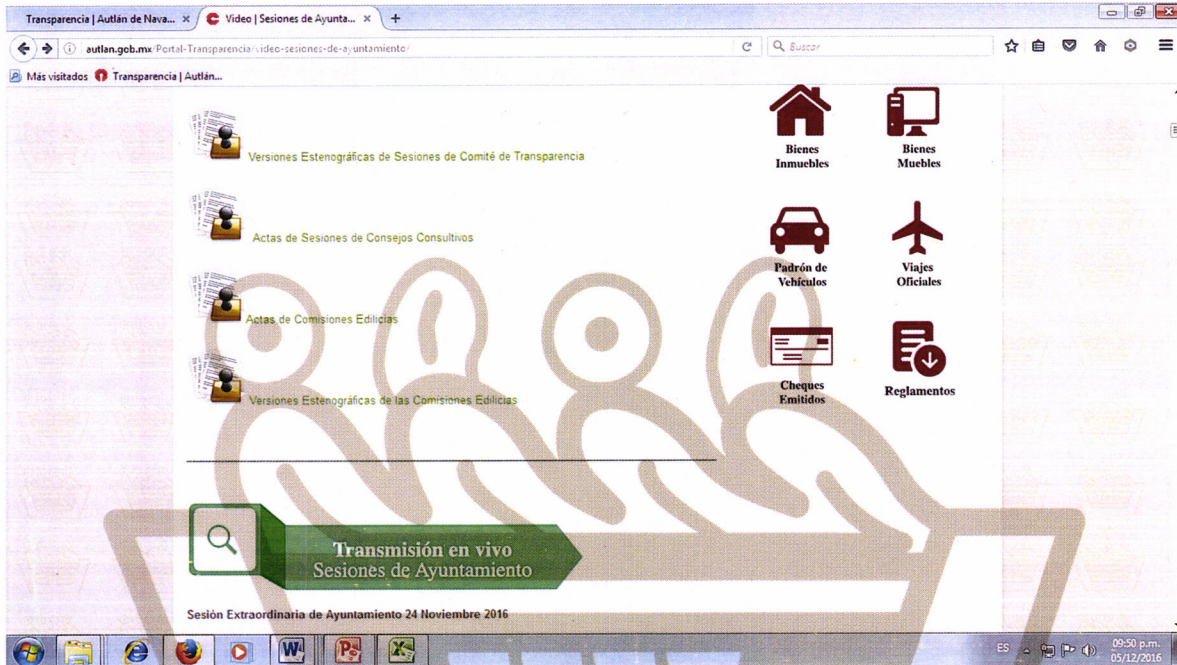 Transparencia | Autlán de Nava...
Video | Sesiones de Ayunta...
autlan.gob.mx/Portal-Transparencia/video-sesiones-de-ayuntamiento/
Buscar
Más visitados
Transparencia | Autlán...
Versiones Estenográficas de Sesiones de Comité de Transparencia
Actas de Sesiones de Consejos Consultivos
Actas de Comisiones Edilicias
Versiones Estenográficas de las Comisiones Edilicias
Bienes
Inmuebles
Bienes
Muebles
Padrón de
Vehículos
Viajes
Oficiales
Cheques
Emitidos
Reglamentos
Transmisión en vivo
Sesiones de Ayuntamiento
Sesión Extraordinaria de Ayuntamiento 24 Noviembre 2016
ES
09:50 p.m.
05/12/2016